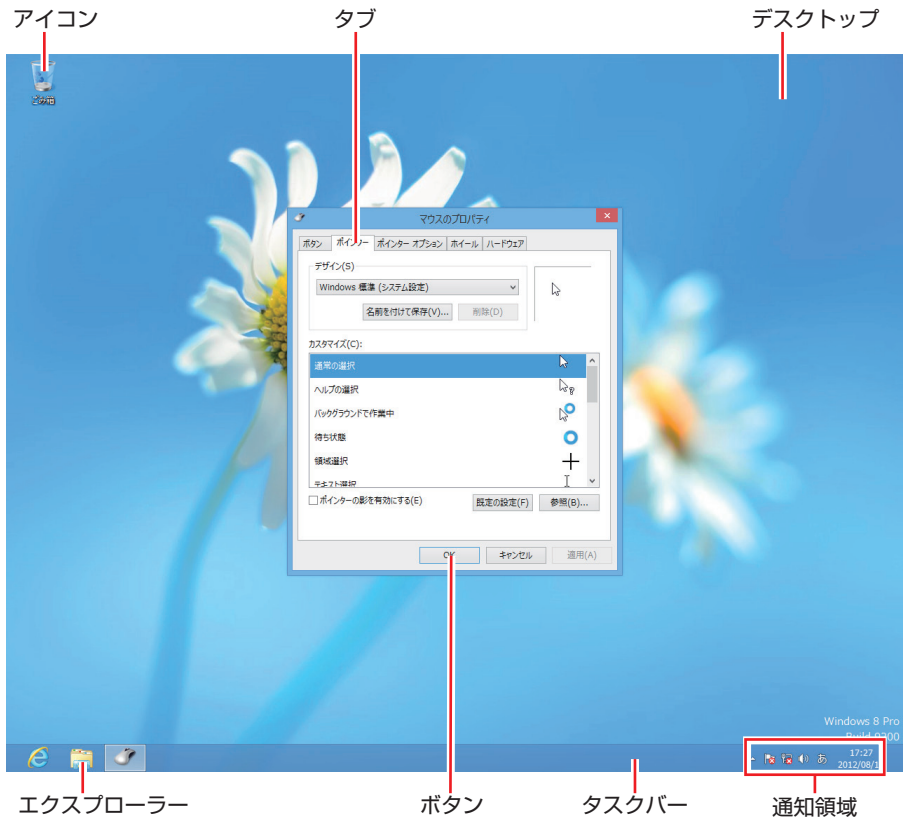 アイコン
タブ
デスクトップ
ごみ箱
マウスのプロパティ
ボタン ポインター ポインター オプション ホイール ハードウェア
デザイン(S)
Windows 標準 (システム設定)
名前を付けて保存(V)... 削除(D)
カスタマイズ(C):
通常の選択
ヘルプの選択
バックグラウンドで作業中
待ち状態
領域選択
テキスト選択
ポインターの影を有効にする(E) 既定の設定(F) 参照(B)...
OK キャンセル 適用(A)
Windows 8 Pro
Build 9200
あ 17:27
2012/08/1
エクスプローラー
ボタン
タスクバー
通知領域